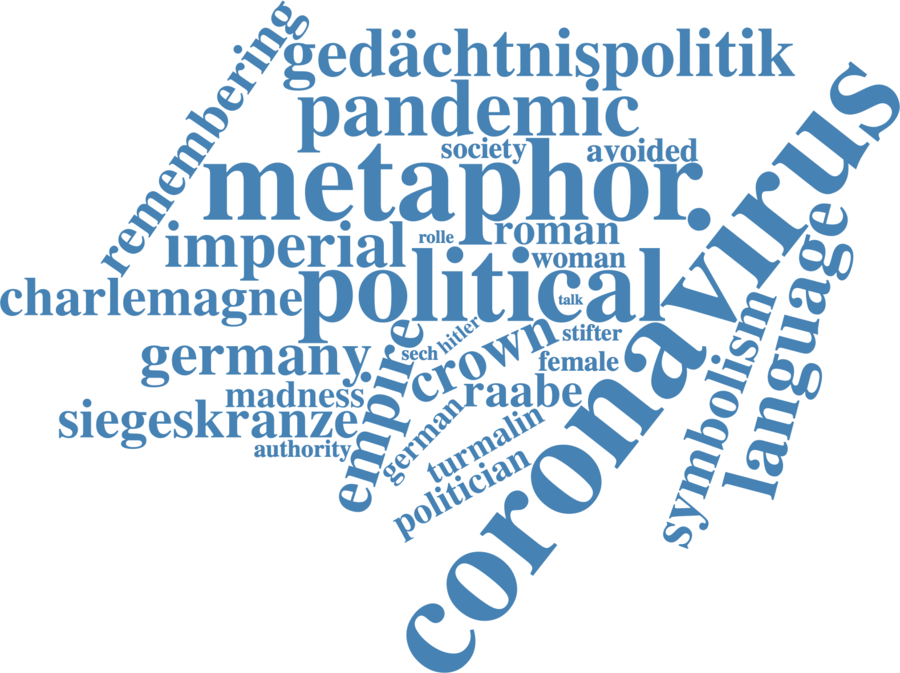 remembering
gedächtnispolitik
pandemic
society
avoided
metaphor.
coronavirus
imperial
rolle
roman
woman
language
charlemagne
political
talk
germany
sech
hitler
crown
stifter
female
symbolism
madness
empire
raabe
siegeskränze
authority
german
turmalin
politician